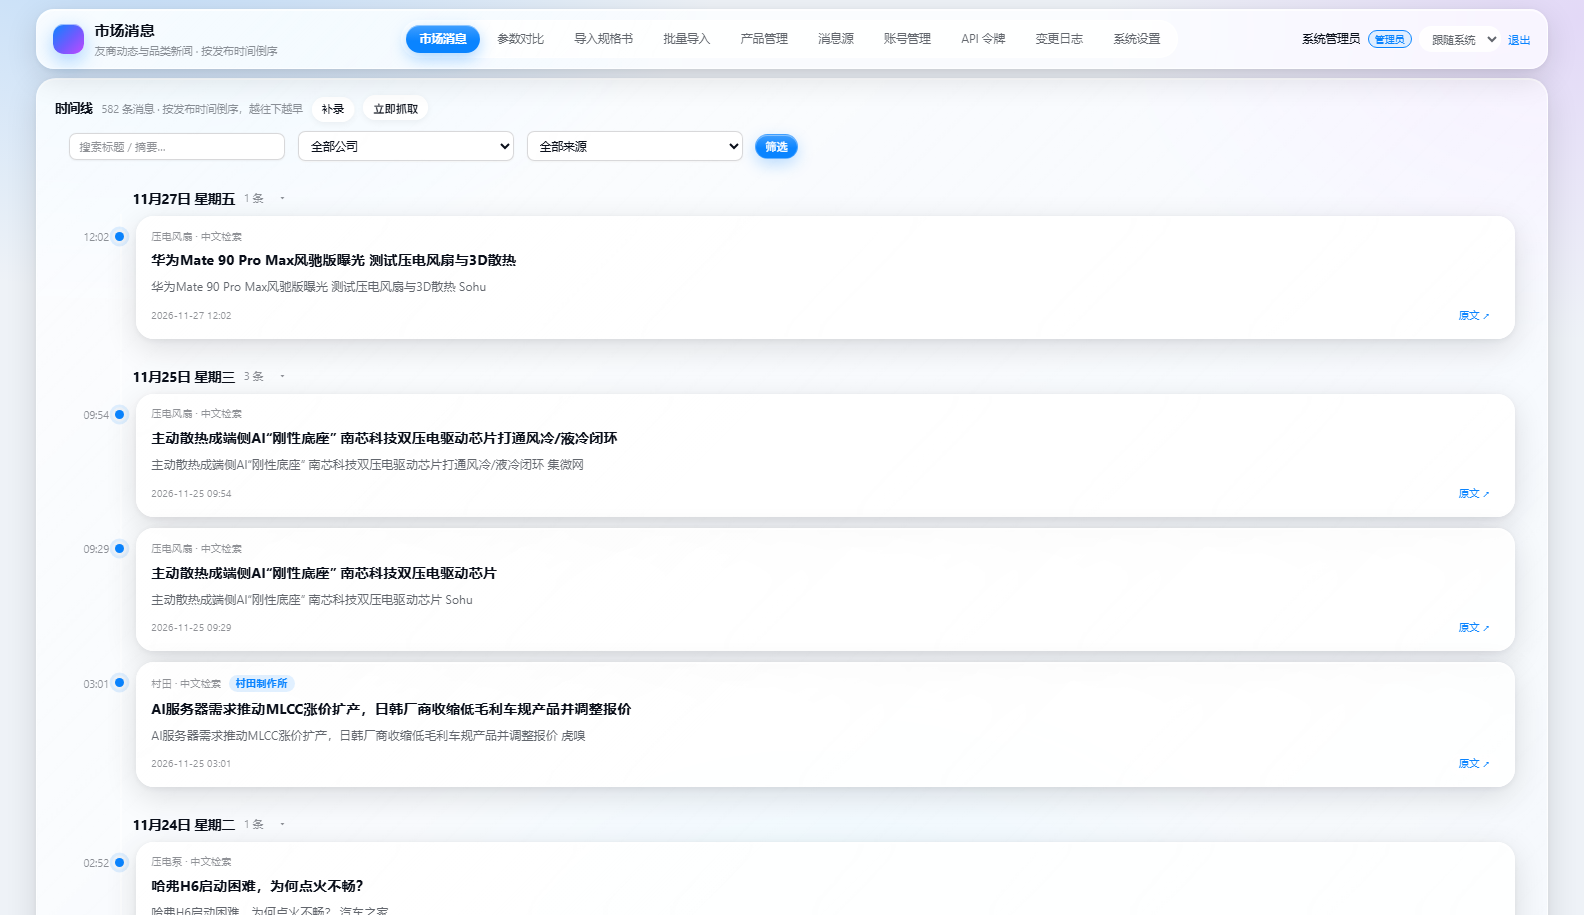 市场消息
友商动态与品类新闻 · 按发布时间倒序
市场消息 参数对比 导入规格书 批量导入 产品管理 消息源 账号管理 API 令牌 变更日志 系统设置
系统管理员 管理员 跟随系统 退出
时间线 582 条消息 · 按发布时间倒序，越往下越早 补录 立即抓取
搜索标题 / 摘要... 全部公司 全部来源 筛选
11月27日 星期五 1 条
12:02
压电风扇 · 中文检索
华为Mate 90 Pro Max风驰版曝光 测试压电风扇与3D散热
华为Mate 90 Pro Max风驰版曝光 测试压电风扇与3D散热 Sohu
2026-11-27 12:02 原文 ↗
11月25日 星期三 3 条
09:54
压电风扇 · 中文检索
主动散热成端侧AI“刚性底座” 南芯科技双压电驱动芯片打通风冷/液冷闭环
主动散热成端侧AI“刚性底座” 南芯科技双压电驱动芯片打通风冷/液冷闭环 集微网
2026-11-25 09:54 原文 ↗
09:29
压电风扇 · 中文检索
主动散热成端侧AI“刚性底座” 南芯科技双压电驱动芯片
主动散热成端侧AI“刚性底座” 南芯科技双压电驱动芯片 Sohu
2026-11-25 09:29 原文 ↗
03:01
村田 · 中文检索 村田制作所
AI服务器需求推动MLCC涨价扩产，日韩厂商收缩低毛利车规产品并调整报价
AI服务器需求推动MLCC涨价扩产，日韩厂商收缩低毛利车规产品并调整报价 虎嗅
2026-11-25 03:01 原文 ↗
11月24日 星期二 1 条
02:52
压电泵 · 中文检索
哈弗H6启动困难，为何点火不畅？
哈弗H6启动困难，为何点火不畅？ 汽车之家